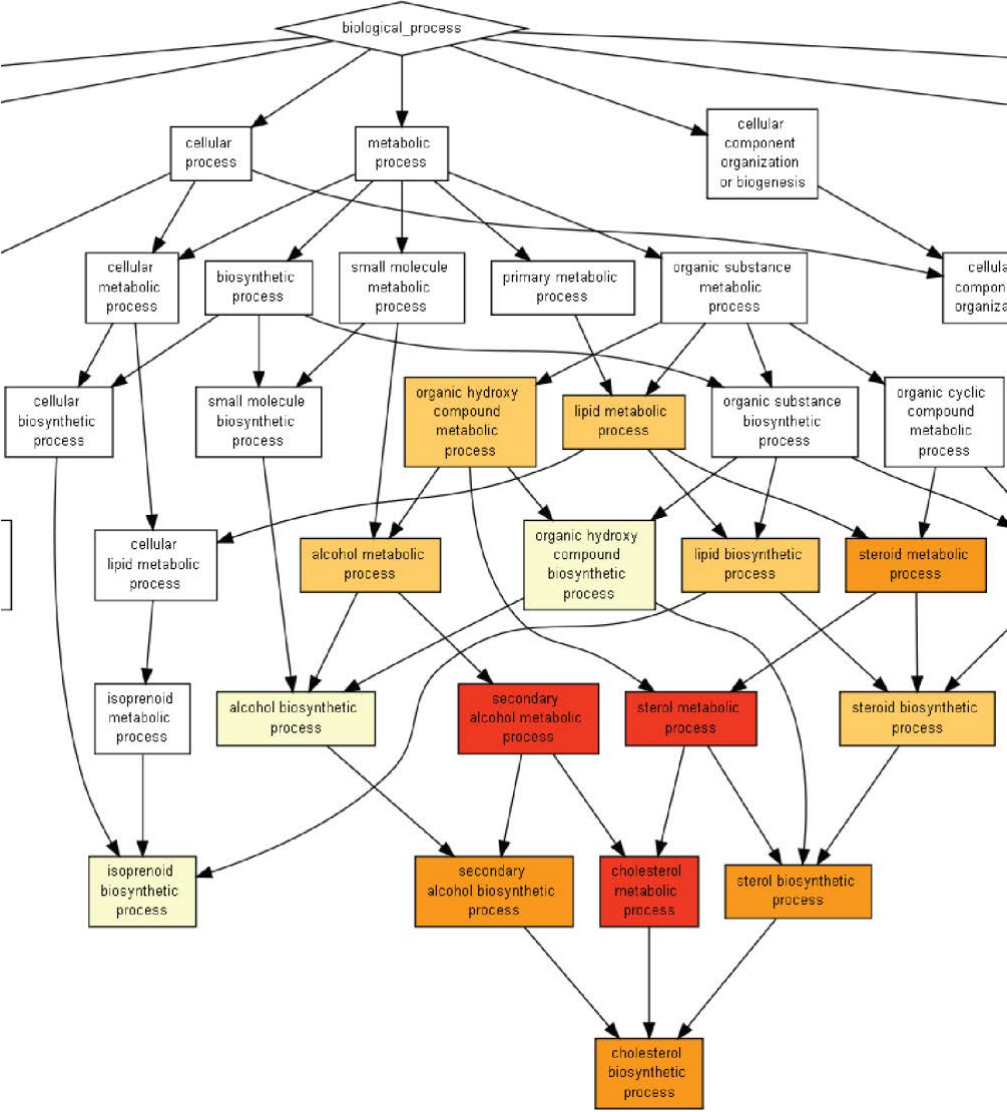 biological_process
cellular
process
metabolic
process
cellular
component
organization
or biogenesis
cellular
metabolic
process
biosynthetic
process
small molecule
metabolic
process
primary metabolic
process
organic substance
metabolic
process
cellula
compon
organiza
cellular
biosynthetic
process
small molecule
biosynthetic
process
organic hydroxy
compound
metabolic
process
lipid metabolic
process
organic substance
biosynthetic
process
organic cyclic
compound
metabolic
process
cellular
lipid metabolic
process
alcohol metabolic
process
organic hydroxy
compound
biosynthetic
process
lipid biosynthetic
process
steroid metabolic
process
isoprenoid
metabolic
process
alcohol biosynthetic
process
secondary
alcohol metabolic
process
sterol metabolic
process
steroid biosynthetic
process
isoprenoid
biosynthetic
process
secondary
alcohol biosynthetic
process
cholesterol
metabolic
process
sterol biosynthetic
process
cholesterol
biosynthetic
process